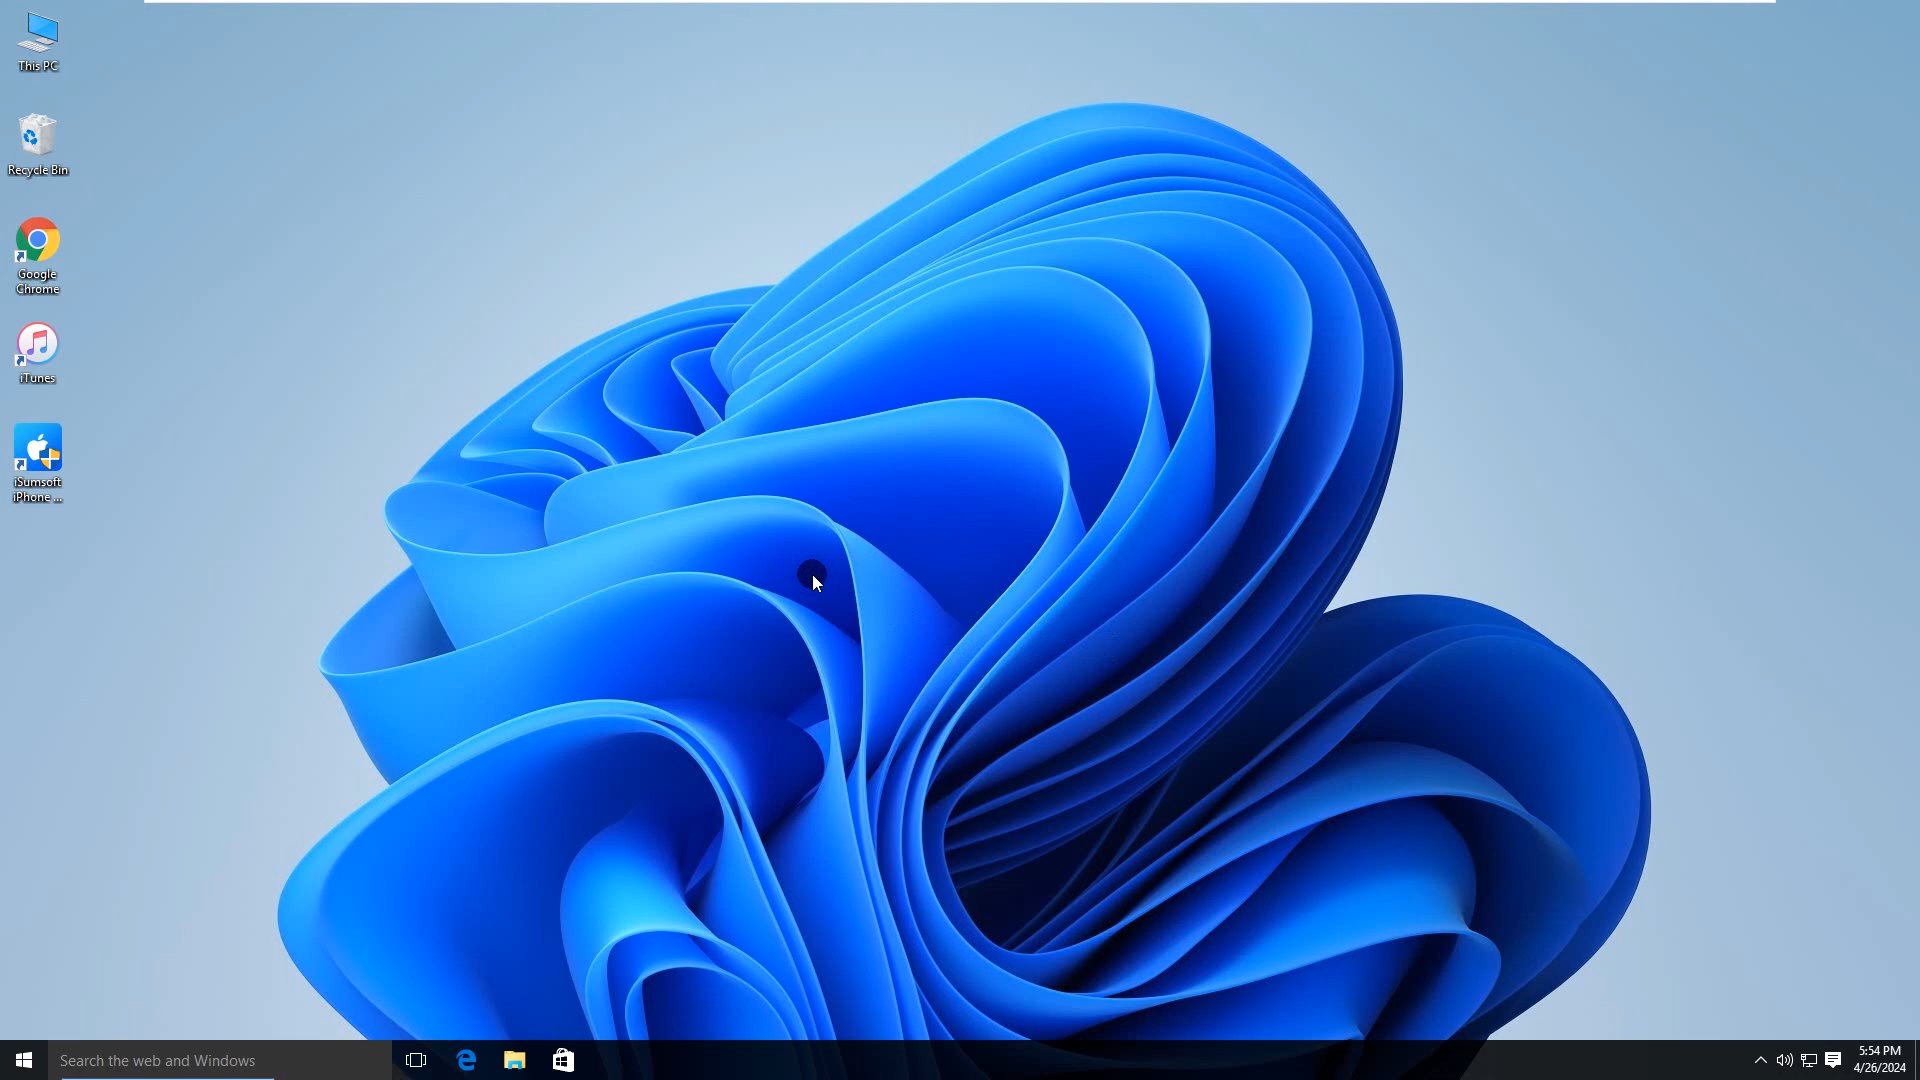 This PC
Recycle Bin
Google
Chrome
iTunes
iSumsoft
iPhone ...
Search the web and Windows
5:54 PM
4/26/2024